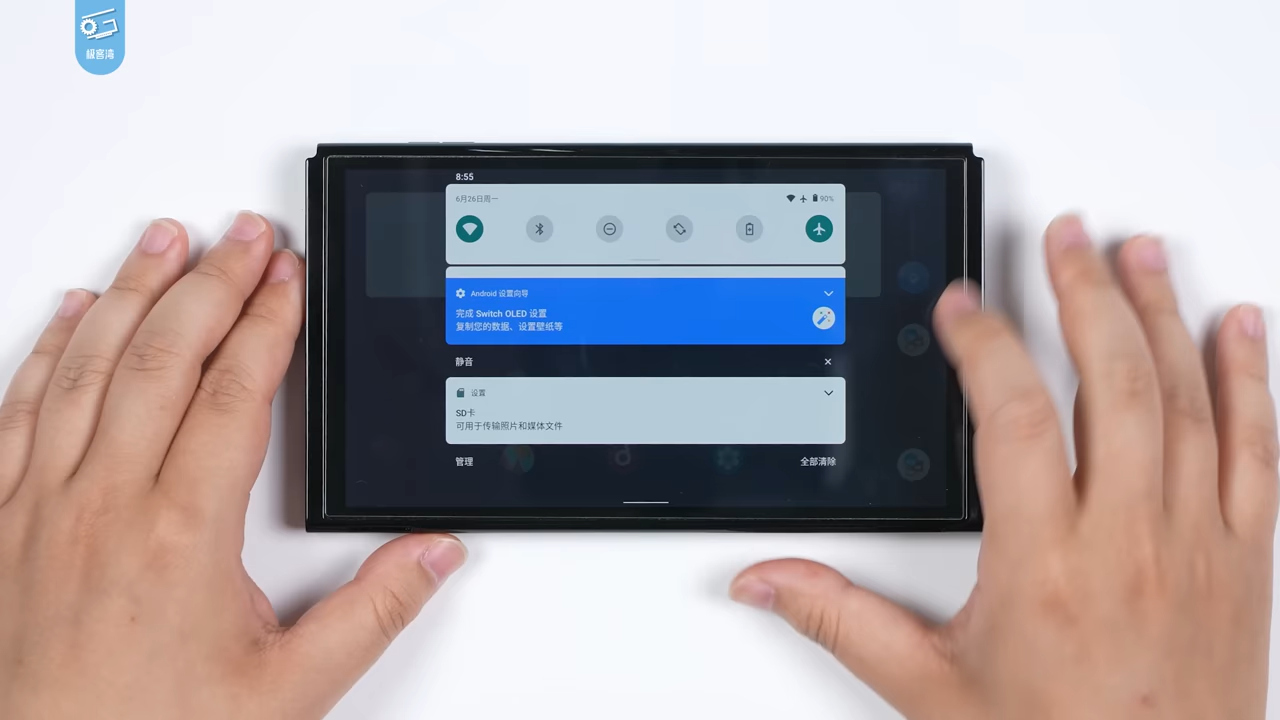 极客湾
8:55
6月26日周一
90%
Android 设置向导
完成 Switch OLED 设置
复制您的数据、设置壁纸等
静音
设置
SD卡
可用于传输照片和媒体文件
管理
全部清除